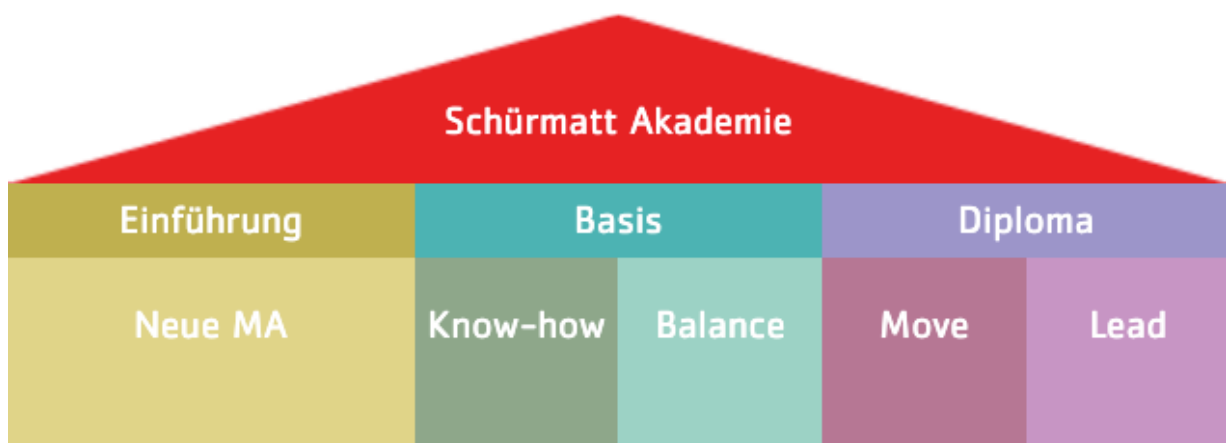 Schürmatt Akademie
Einführung Basis Diploma
Neue MA Know-how Balance Move Lead